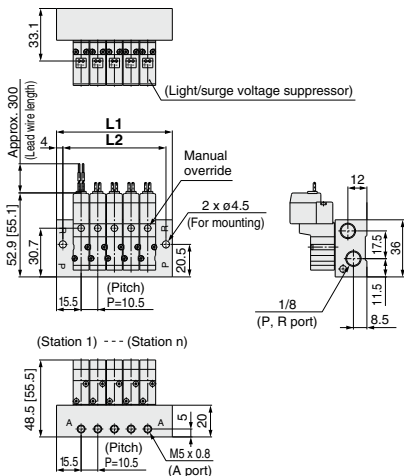 33.1
(Light/surge voltage suppressor)
Approx. 300
(Lead wire length)
L1
L2
4
Manual
override
2 x ø4.5
(For mounting)
52.9 [55.1]
30.7
R
P
P
20.5
15.5
(Pitch)
P=10.5
12
17.5
36
11.5
1/8
(P, R port)
8.5
(Station 1) --- (Station n)
48.5 [55.5]
A
A
5
20
15.5
(Pitch)
P=10.5
M5 x 0.8
(A port)